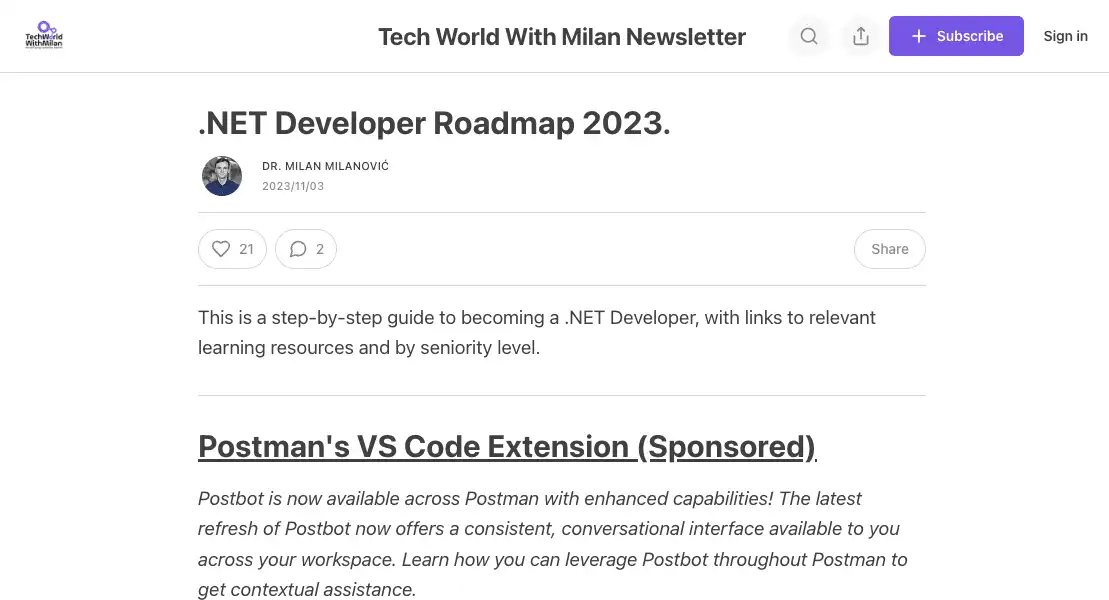 TechWorld
WithMilan
Tech World With Milan Newsletter
Subscribe
Sign in
.NET Developer Roadmap 2023.
DR. MILAN MILANOVIĆ
2023/11/03
21
2
Share
This is a step-by-step guide to becoming a .NET Developer, with links to relevant
learning resources and by seniority level.
Postman's VS Code Extension (Sponsored)
Postbot is now available across Postman with enhanced capabilities! The latest
refresh of Postbot now offers a consistent, conversational interface available to you
across your workspace. Learn how you can leverage Postbot throughout Postman to
get contextual assistance.